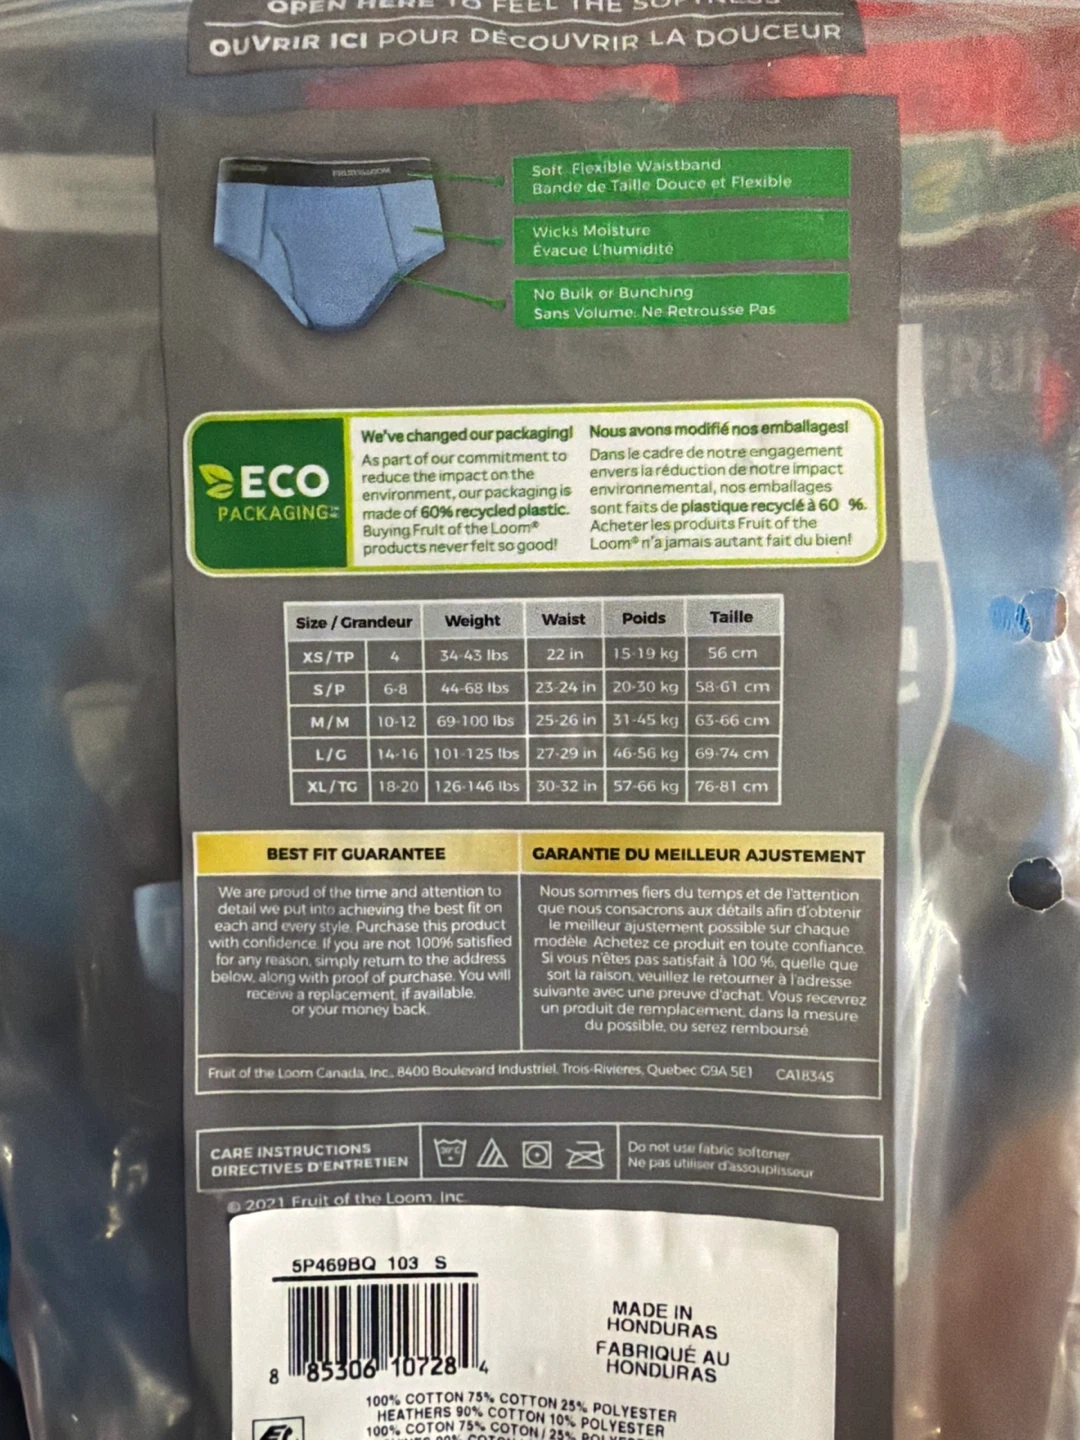 OPEN HERE TO FEEL THE SOFTNESS
OUVRIR ICI POUR DÉCOUVRIR LA DOUCEUR
FRUIT OF THE LOOM
Soft, Flexible Waistband
Bande de Taille Douce et Flexible
Wicks Moisture
Évacue L'humidité
No Bulk or Bunching
Sans Volume, Ne Retrousse Pas
FRUI
ECO
PACKAGING
We've changed our packaging!
As part of our commitment to
reduce the impact on the
environment, our packaging is
made of 60% recycled plastic.
Buying Fruit of the Loom®
products never felt so good!
Nous avons modifié nos emballages!
Dans le cadre de notre engagement
envers la réduction de notre impact
environnemental, nos emballages
sont faits de plastique recyclé à 60 %.
Acheter les produits Fruit of the
Loom® n'a jamais autant fait du bien!
Size / Grandeur Weight Waist Poids Taille
XS/TP 4 34-43 lbs 22 in 15-19 kg 56 cm
S/P 6-8 44-68 lbs 23-24 in 20-30 kg 58-61 cm
M/M 10-12 69-100 lbs 25-26 in 31-45 kg 63-66 cm
L/G 14-16 101-125 lbs 27-29 in 46-56 kg 69-74 cm
XL/TG 18-20 126-146 lbs 30-32 in 57-66 kg 76-81 cm
BEST FIT GUARANTEE
We are proud of the time and attention to
detail we put into achieving the best fit on
each and every style. Purchase this product
with confidence. If you are not 100% satisfied
for any reason, simply return to the address
below, along with proof of purchase. You will
receive a replacement, if available,
or your money back.
GARANTIE DU MEILLEUR AJUSTEMENT
Nous sommes fiers du temps et de l'attention
que nous consacrons aux détails afin d'obtenir
le meilleur ajustement possible sur chaque
modèle. Achetez ce produit en toute confiance.
Si vous n'êtes pas satisfait à 100 %, quelle que
soit la raison, veuillez le retourner à l'adresse
suivante avec une preuve d'achat. Vous recevrez
un produit de remplacement, dans la mesure
du possible, ou serez remboursé
Fruit of the Loom Canada, Inc., 8400 Boulevard Industriel, Trois-Rivieres, Quebec G9A 5E1 CA18345
CARE INSTRUCTIONS
DIRECTIVES D'ENTRETIEN
30°C
Do not use fabric softener.
Ne pas utiliser d'assouplisseur
© 2021 Fruit of the Loom, Inc.
5P469BQ 103 S
8 85306 10728 4
MADE IN
HONDURAS
FABRIQUÉ AU
HONDURAS
100% COTTON 75% COTTON 25% POLYESTER
HEATHERS 90% COTTON 10% POLYESTER
100% COTON 75% COTON / 25% POLYESTER